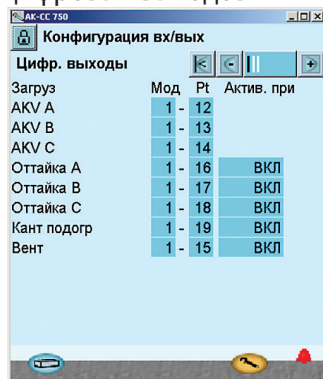 AK-CC 750
Конфигурация вх/вых
Цифр. выходы
Загруз Мод Pt Актив. при
AKV A 1 - 12
AKV B 1 - 13
AKV C 1 - 14
Оттайка A 1 - 16 ВКЛ
Оттайка B 1 - 17 ВКЛ
Оттайка C 1 - 18 ВКЛ
Кант подогр 1 - 19 ВКЛ
Вент 1 - 15 ВКЛ